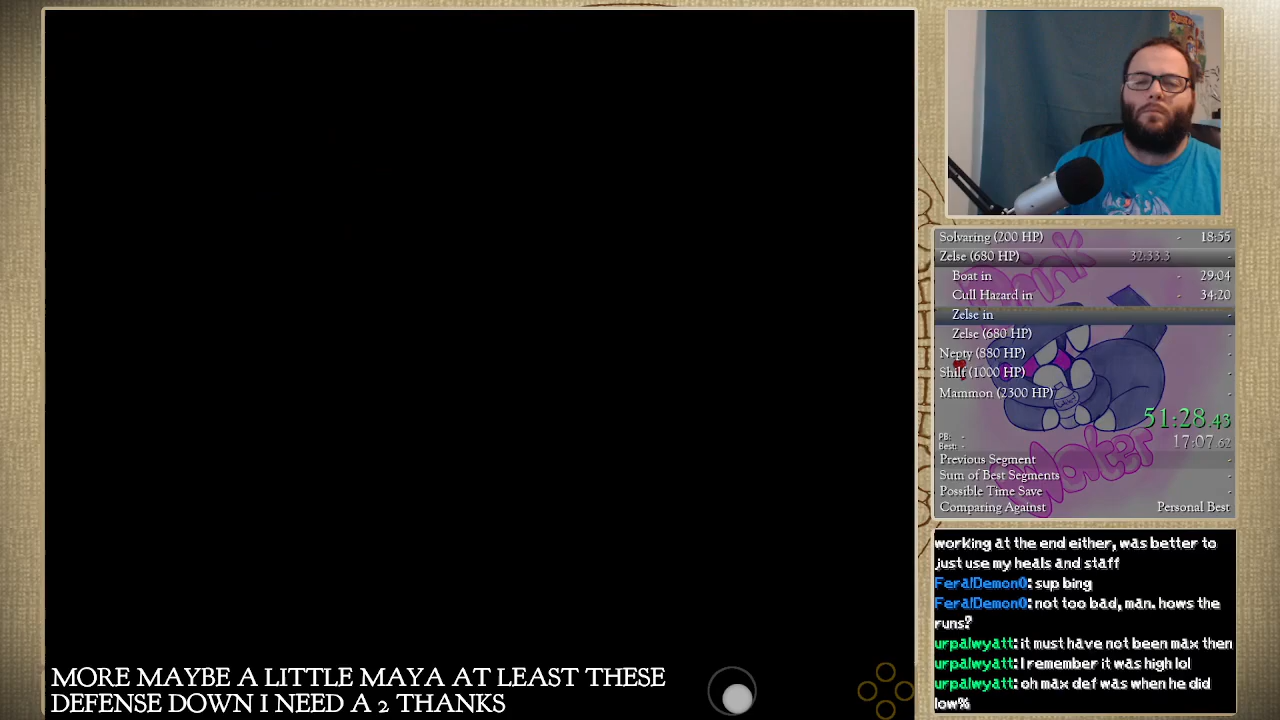 Solvaring (200 HP) - 18:55
Zelse (680 HP) 32:33.3 -
Boat in - 29:04
Cull Hazard in - 34:20
Zelse in -
Zelse (680 HP) -
Nepty (880 HP) -
Shilf (1000 HP) -
Mammon (2300 HP) -
Drink
Water
51:28.43
PB: -
Best: -
17:07.62
Previous Segment -
Sum of Best Segments -
Possible Time Save -
Comparing Against Personal Best
working at the end either, was better to
just use my heals and staff
FeralDemon0: sup bing
FeralDemon0: not too bad, man. hows the
runs?
urpalwyatt: it must have not been max then
urpalwyatt: I remember it was high lol
urpalwyatt: oh max def was when he did
low%
MORE MAYBE A LITTLE MAYA AT LEAST THESE
DEFENSE DOWN I NEED A 2 THANKS